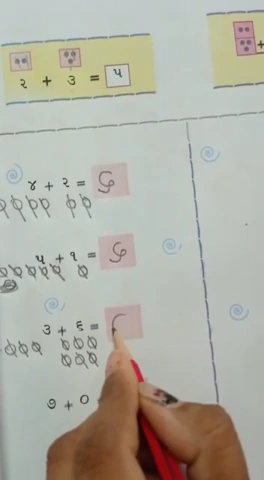 ૨ + ૩ = ૫
+
૪ + ૨ = ૬
૫ + ૧ = ૬
૩ + ૬ =
૭ + ૦